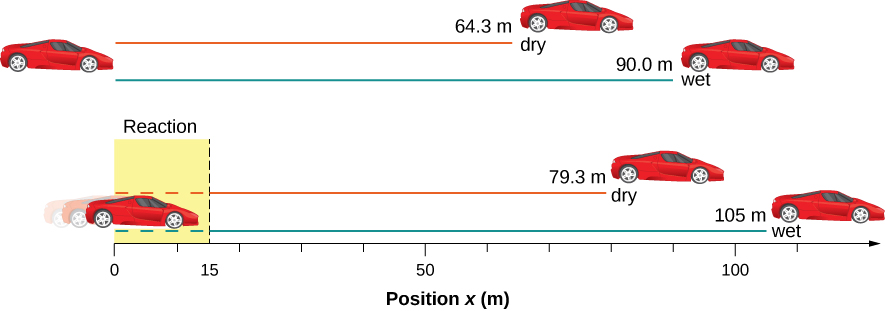 64.3 m
dry
90.0 m
wet
Reaction
79.3 m
dry
105 m
wet
0 15 50 100
Position x (m)